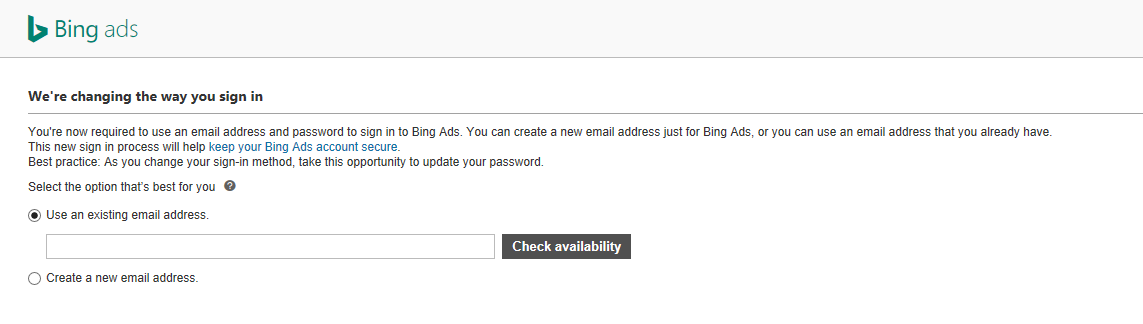 Bing ads
We're changing the way you sign in
You're now required to use an email address and password to sign in to Bing Ads. You can create a new email address just for Bing Ads, or you can use an email address that you already have.
This new sign in process will help keep your Bing Ads account secure.
Best practice: As you change your sign-in method, take this opportunity to update your password.
Select the option that's best for you ?
Use an existing email address.
Check availability
Create a new email address.